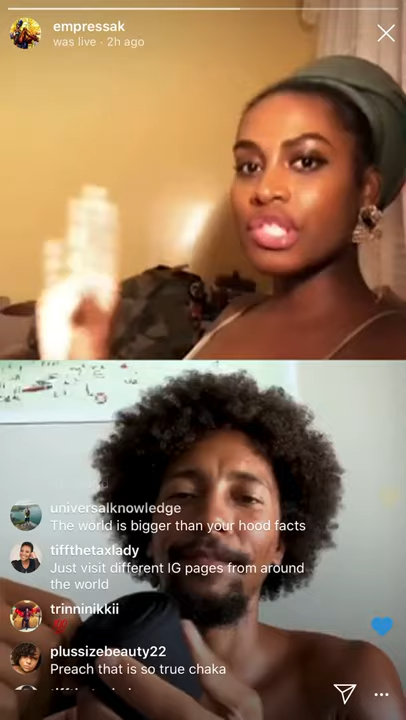 empressak
was live · 2h ago
universalknowledge
The world is bigger than your hood facts
tiffthetaxlady
Just visit different IG pages from around
the world
trinninikkii
💯
plussizebeauty22
Preach that is so true chaka